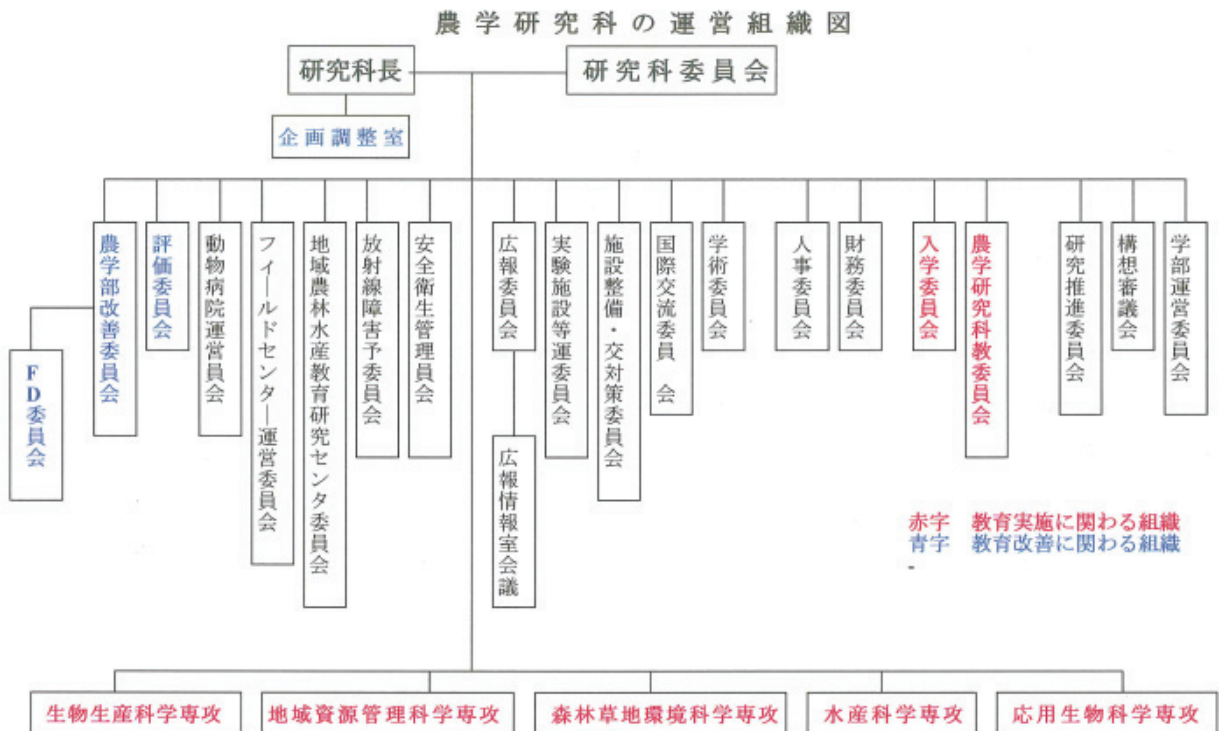 農学研究科の運営組織図
研究科長
研究科委員会
企画調整室
農学部改善委員会
評価委員会
動物病院運営員会
フィールドセンター運営委員会
地域農林水産教育研究センタ委員会
放射線障害予委員会
安全衛生管理員会
広報委員会
実験施設等運委員会
施設整備・交対策委員会
国際交流委員 会
学術委員会
人事委員会
財務委員会
入学委員会
農学研究科教委員会
研究推進委員会
構想審議会
学部運営委員会
FD委員会
広報情報室会議
赤字 教育実施に関わる組織
青字 教育改善に関わる組織
-
生物生産科学専攻
地域資源管理科学専攻
森林草地環境科学専攻
水産科学専攻
応用生物科学専攻